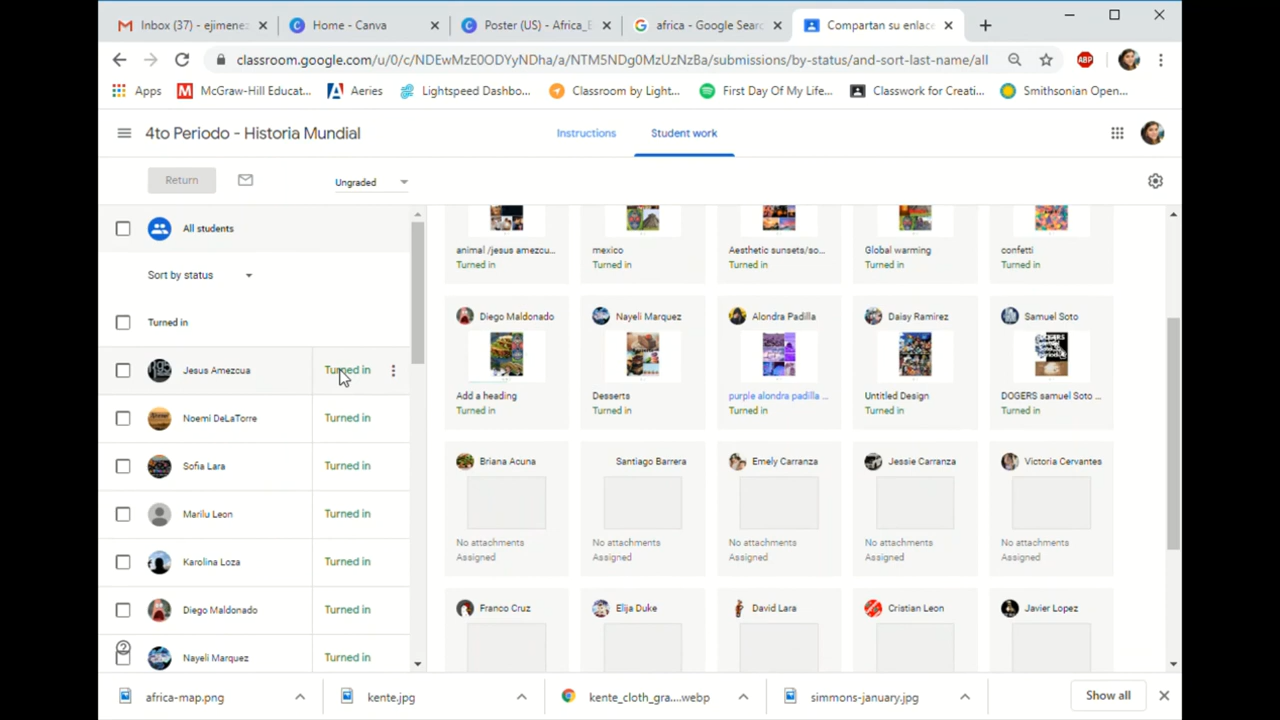 Inbox (37) - ejimenez
Home - Canva
Poster (US) - Africa_E
africa - Google Searc
Compartan su enlace
classroom.google.com/u/0/c/NDEwMzE0ODYyNDha/a/NTM5NDg0MzUzNzBa/submissions/by-status/and-sort-last-name/all
ABP
Apps
McGraw-Hill Educat...
Aeries
Lightspeed Dashbo...
Classroom by Light...
First Day Of My Life...
Classwork for Creati...
Smithsonian Open...
4to Periodo - Historia Mundial
Instructions
Student work
Return
Ungraded
All students
Sort by status
Turned in
Jesus Amezcua
Turned in
Noemi DeLaTorre
Turned in
Sofia Lara
Turned in
Marilu Leon
Turned in
Karolina Loza
Turned in
Diego Maldonado
Turned in
Nayeli Marquez
Turned in
animal /jesus amezcu...
Turned in
mexico
Turned in
Aesthetic sunsets/so...
Turned in
Global warming
Turned in
confetti
Turned in
Diego Maldonado
Add a heading
Turned in
Nayeli Marquez
Desserts
Turned in
Alondra Padilla
purple alondra padilla ...
Turned in
Daisy Ramirez
Untitled Design
Turned in
Samuel Soto
DOGERS samuel Soto ...
Turned in
Briana Acuna
No attachments
Assigned
Santiago Barrera
No attachments
Assigned
Emely Carranza
No attachments
Assigned
Jessie Carranza
No attachments
Assigned
Victoria Cervantes
No attachments
Assigned
Franco Cruz
Elija Duke
David Lara
Cristian Leon
Javier Lopez
africa-map.png
kente.jpg
kente_cloth_gra....webp
simmons-january.jpg
Show all